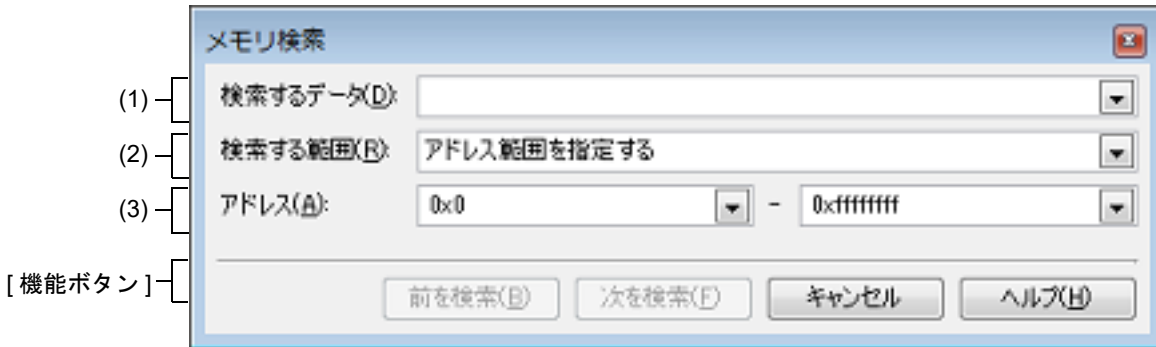 メモリ検索
(1) 検索するデータ(D):
(2) 検索する範囲(R): アドレス範囲を指定する
(3) アドレス(A): 0x0 - 0xffffffff
[ 機能ボタン ] 前を検索(B) 次を検索(F) キャンセル ヘルプ(H)